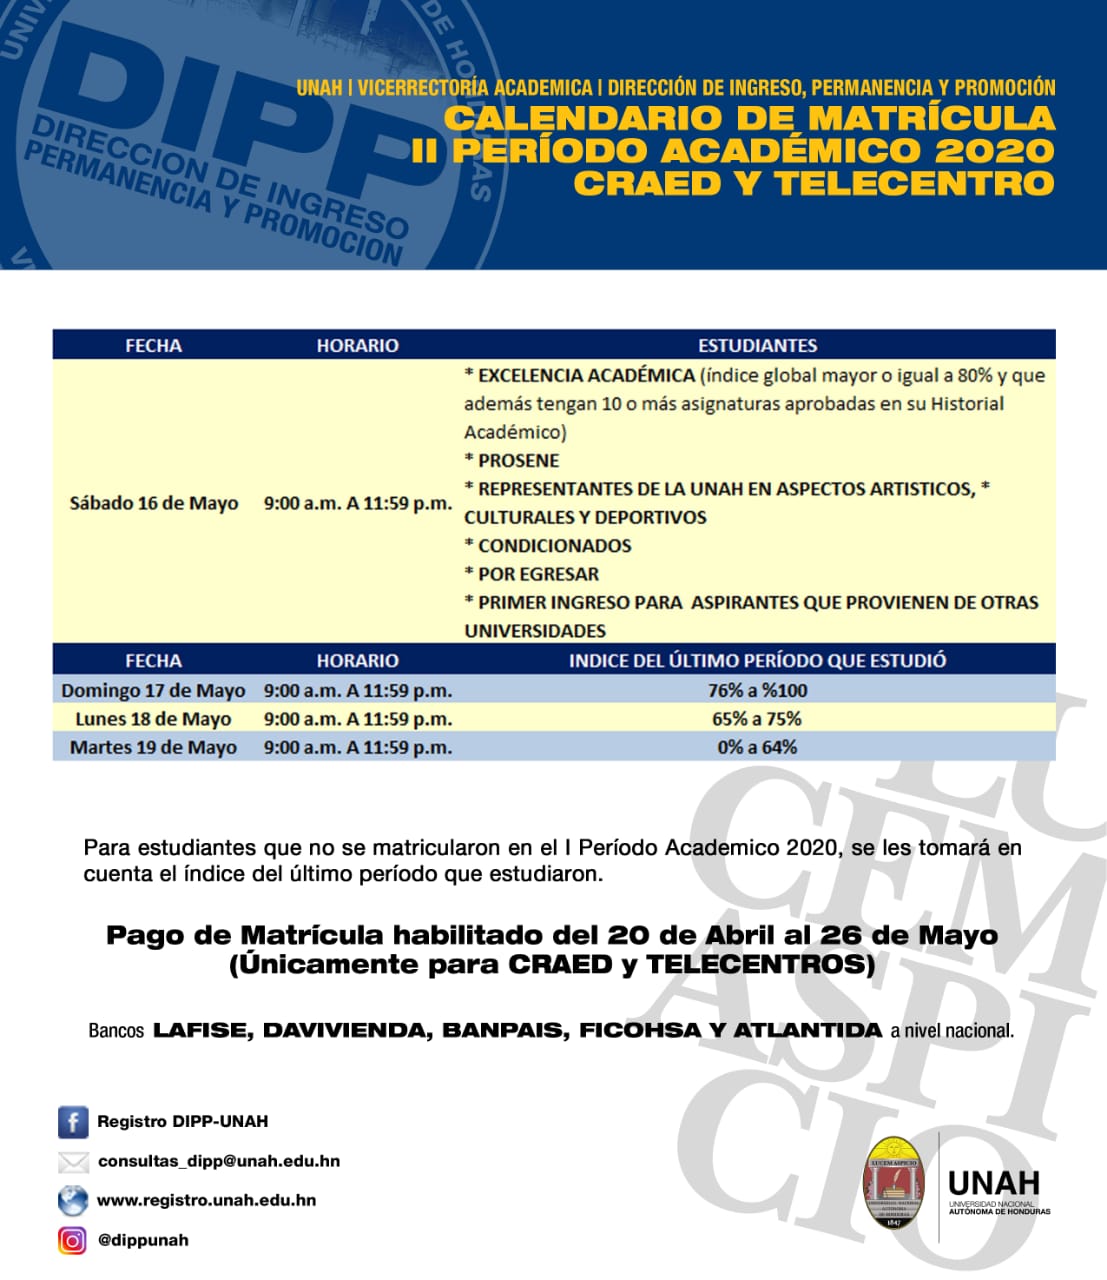 UNIV
DE HONDURAS
DIPP
DIRECCION DE INGRESO
PERMANENCIA Y PROMOCION
UNAH | VICERRECTORÍA ACADEMICA | DIRECCIÓN DE INGRESO, PERMANENCIA Y PROMOCIÓN
CALENDARIO DE MATRÍCULA
II PERÍODO ACADÉMICO 2020
CRAED Y TELECENTRO
FECHA HORARIO ESTUDIANTES
Sábado 16 de Mayo 9:00 a.m. A 11:59 p.m.
* EXCELENCIA ACADÉMICA (índice global mayor o igual a 80% y que
además tengan 10 o más asignaturas aprobadas en su Historial
Académico)
* PROSENE
* REPRESENTANTES DE LA UNAH EN ASPECTOS ARTISTICOS, *
CULTURALES Y DEPORTIVOS
* CONDICIONADOS
* POR EGRESAR
* PRIMER INGRESO PARA  ASPIRANTES QUE PROVIENEN DE OTRAS
UNIVERSIDADES
FECHA HORARIO INDICE DEL ÚLTIMO PERÍODO QUE ESTUDIÓ
Domingo 17 de Mayo 9:00 a.m. A 11:59 p.m. 76% a %100
Lunes 18 de Mayo 9:00 a.m. A 11:59 p.m. 65% a 75%
Martes 19 de Mayo 9:00 a.m. A 11:59 p.m. 0% a 64%
Para estudiantes que no se matricularon en el I Período Academico 2020, se les tomará en
cuenta el índice del último período que estudiaron.
Pago de Matrícula habilitado del 20 de Abril al 26 de Mayo
(Únicamente para CRAED y TELECENTROS)
Bancos LAFISE, DAVIVIENDA, BANPAIS, FICOHSA Y ATLANTIDA a nivel nacional.
LU
CEM
ASPI
CIO
Registro DIPP-UNAH
consultas_dipp@unah.edu.hn
www.registro.unah.edu.hn
@dippunah
LUCEM ASPICIO
UNIVERSIDAD NACIONAL
AUTONOMA
DE HONDURAS
1847
UNAH
UNIVERSIDAD NACIONAL
AUTÓNOMA DE HONDURAS